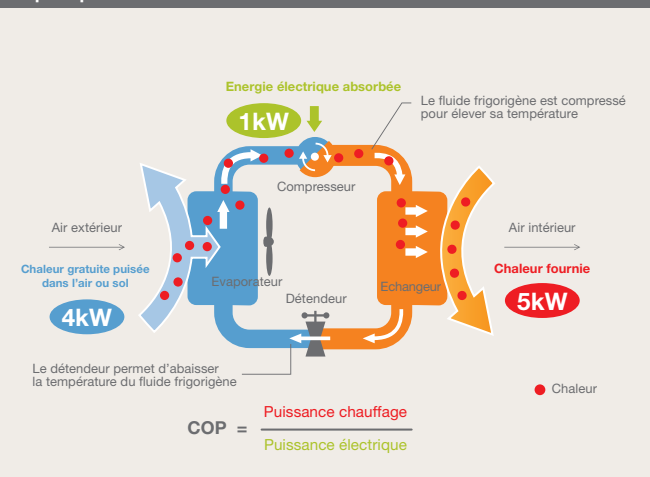 Energie électrique absorbée
1kW
Le fluide frigorigène est compressé
pour élever sa température
Compresseur
Air extérieur
Chaleur gratuite puisée
dans l'air ou sol
4kW
Evaporateur
Détendeur
Echangeur
Air intérieur
Chaleur fournie
5kW
Le détendeur permet d'abaisser
la température du fluide frigorigène
Chaleur
COP =
Puissance chauffage
Puissance électrique